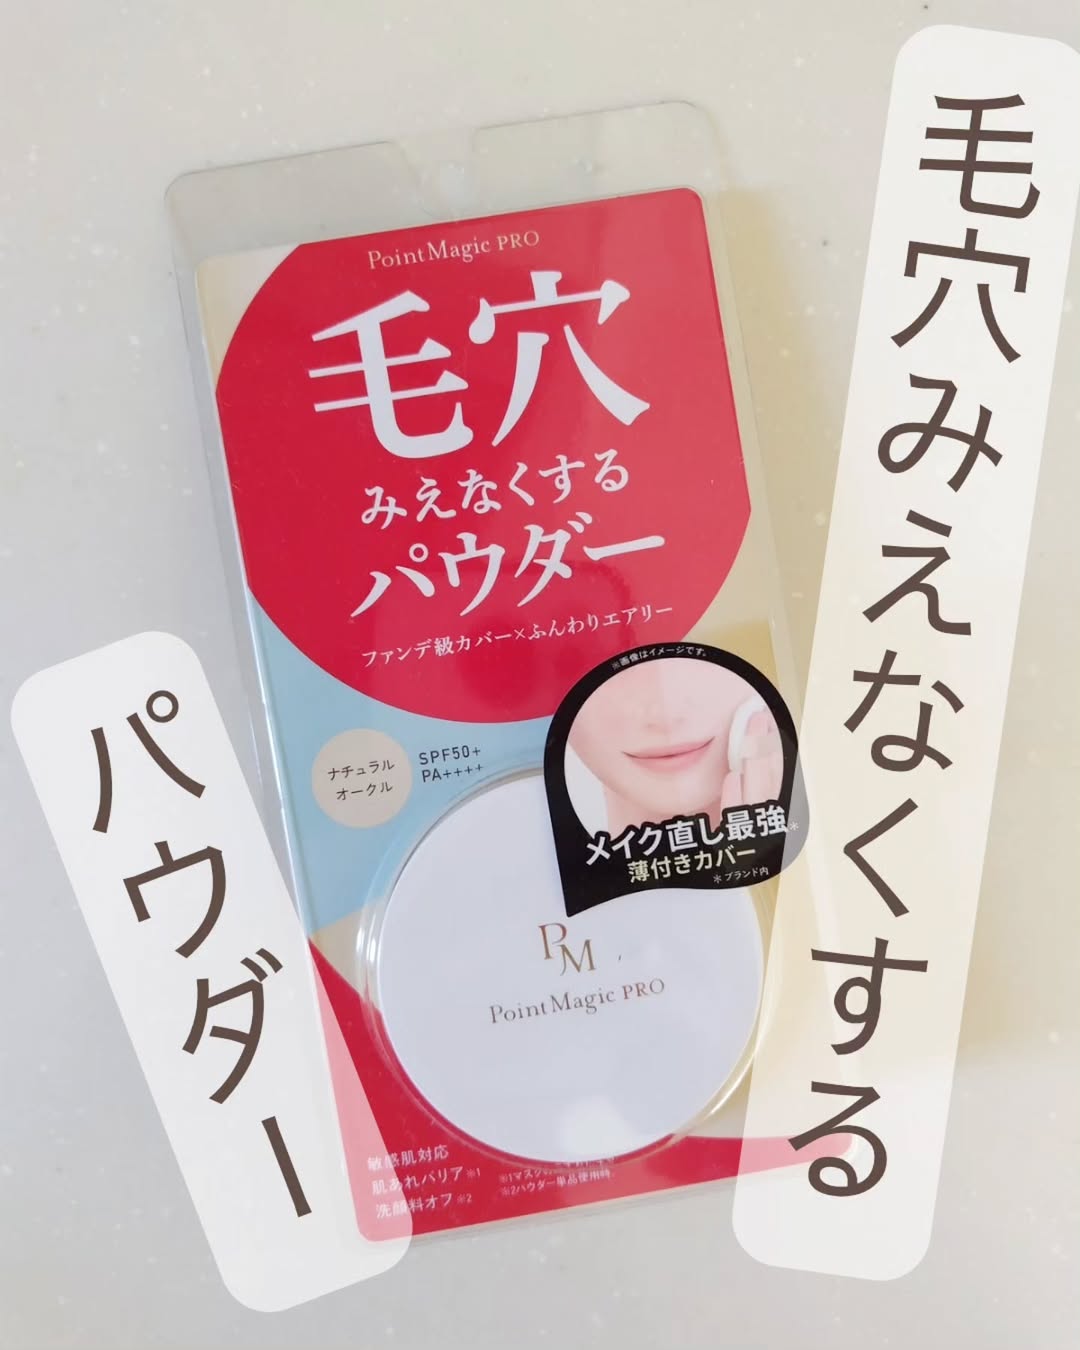 毛穴みえなくする
パウダー
PointMagic PRO
毛穴
みえなくする
パウダー
ファンデ級カバー×ふんわりエアリー
※画像はイメージです。
ナチュラル
オークル
SPF50+
PA++++
メイク直し最強*
薄付きカバー
*ブランド内
PM
PointMagic PRO
敏感肌対応
肌あれバリア※1
洗顔料オフ※2
※2パウダー単品使用時